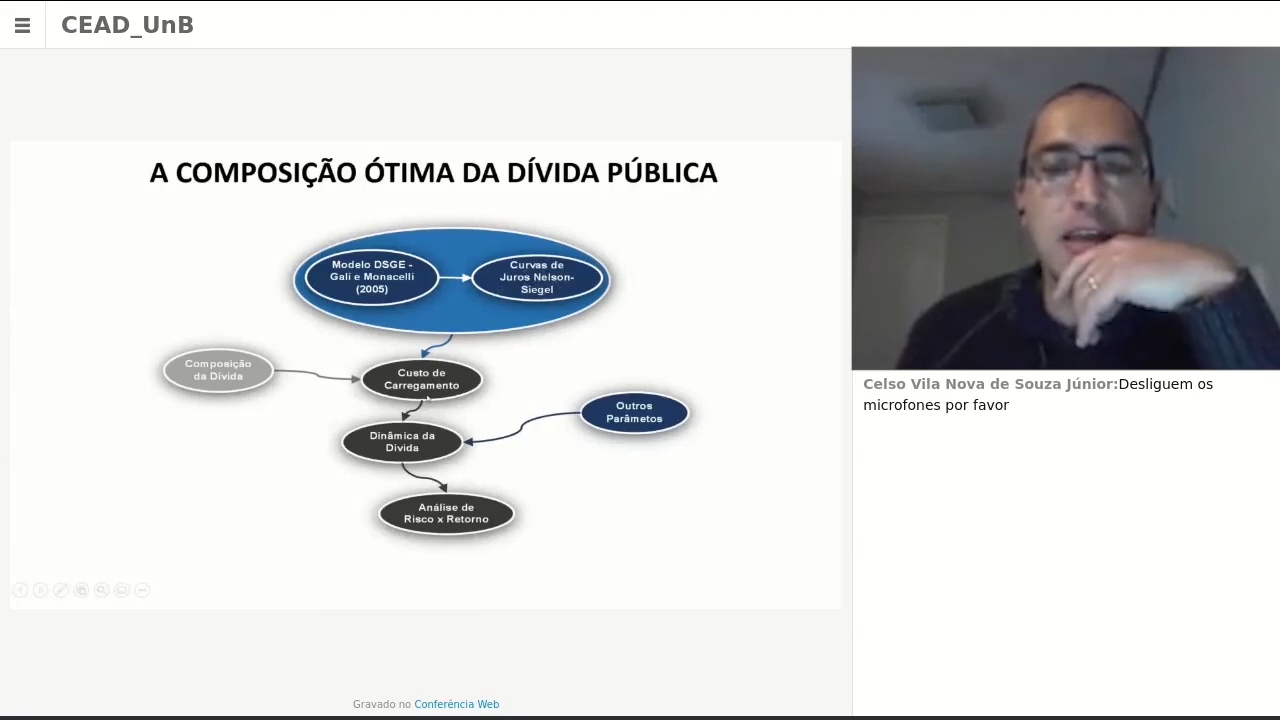 CEAD_UnB
A COMPOSIÇÃO ÓTIMA DA DÍVIDA PÚBLICA
Modelo DSGE -
Gali e Monacelli
(2005)
Curvas de
Juros Nelson-
Siegel
Composição
da Dívida
Custo de
Carregamento
Outros
Parâmetos
Dinâmica da
Dívida
Análise de
Risco x Retorno
Celso Vila Nova de Souza Júnior:Desliguem os
microfones por favor
Gravado no Conferência Web